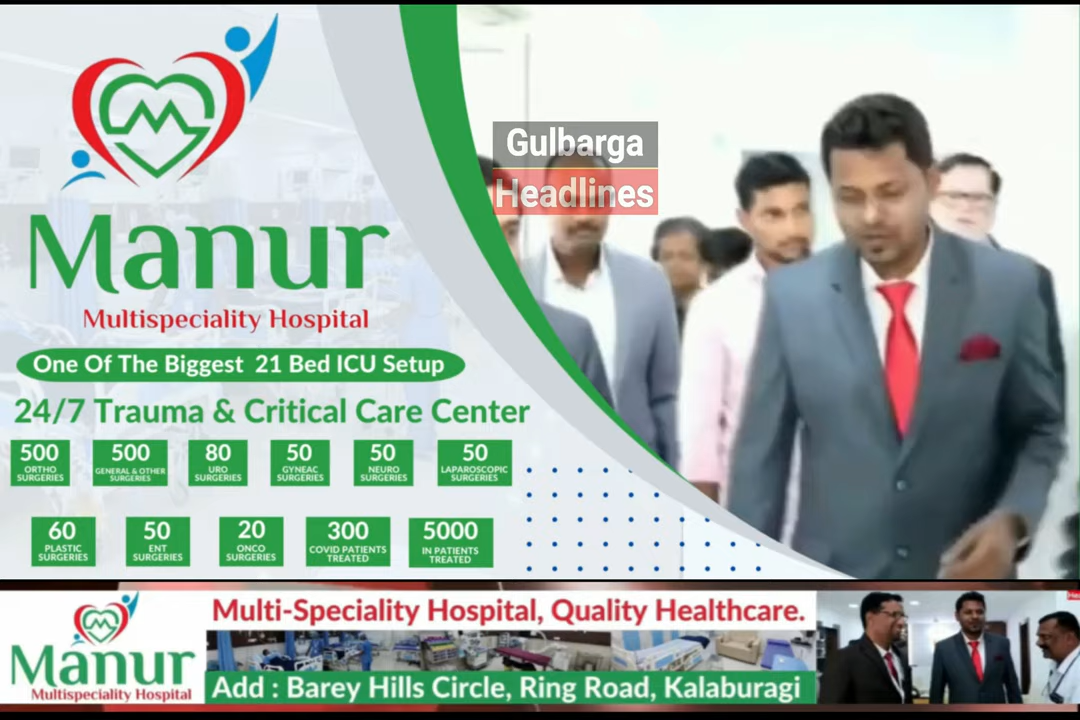 Gulbarga
Headlines
Manur
Multispeciality Hospital
One Of The Biggest 21 Bed ICU Setup
24/7 Trauma & Critical Care Center
500
ORTHO
SURGERIES
500
GENERAL & OTHER
SURGERIES
80
URO
SURGERIES
50
GYNEAC
SURGERIES
50
NEURO
SURGERIES
50
LAPAROSCOPIC
SURGERIES
60
PLASTIC
SURGERIES
50
ENT
SURGERIES
20
ONCO
SURGERIES
300
COVID PATIENTS
TREATED
5000
IN PATIENTS
TREATED
Manur
Multispeciality Hospital
Multi-Speciality Hospital, Quality Healthcare.
Add : Barey Hills Circle, Ring Road, Kalaburagi